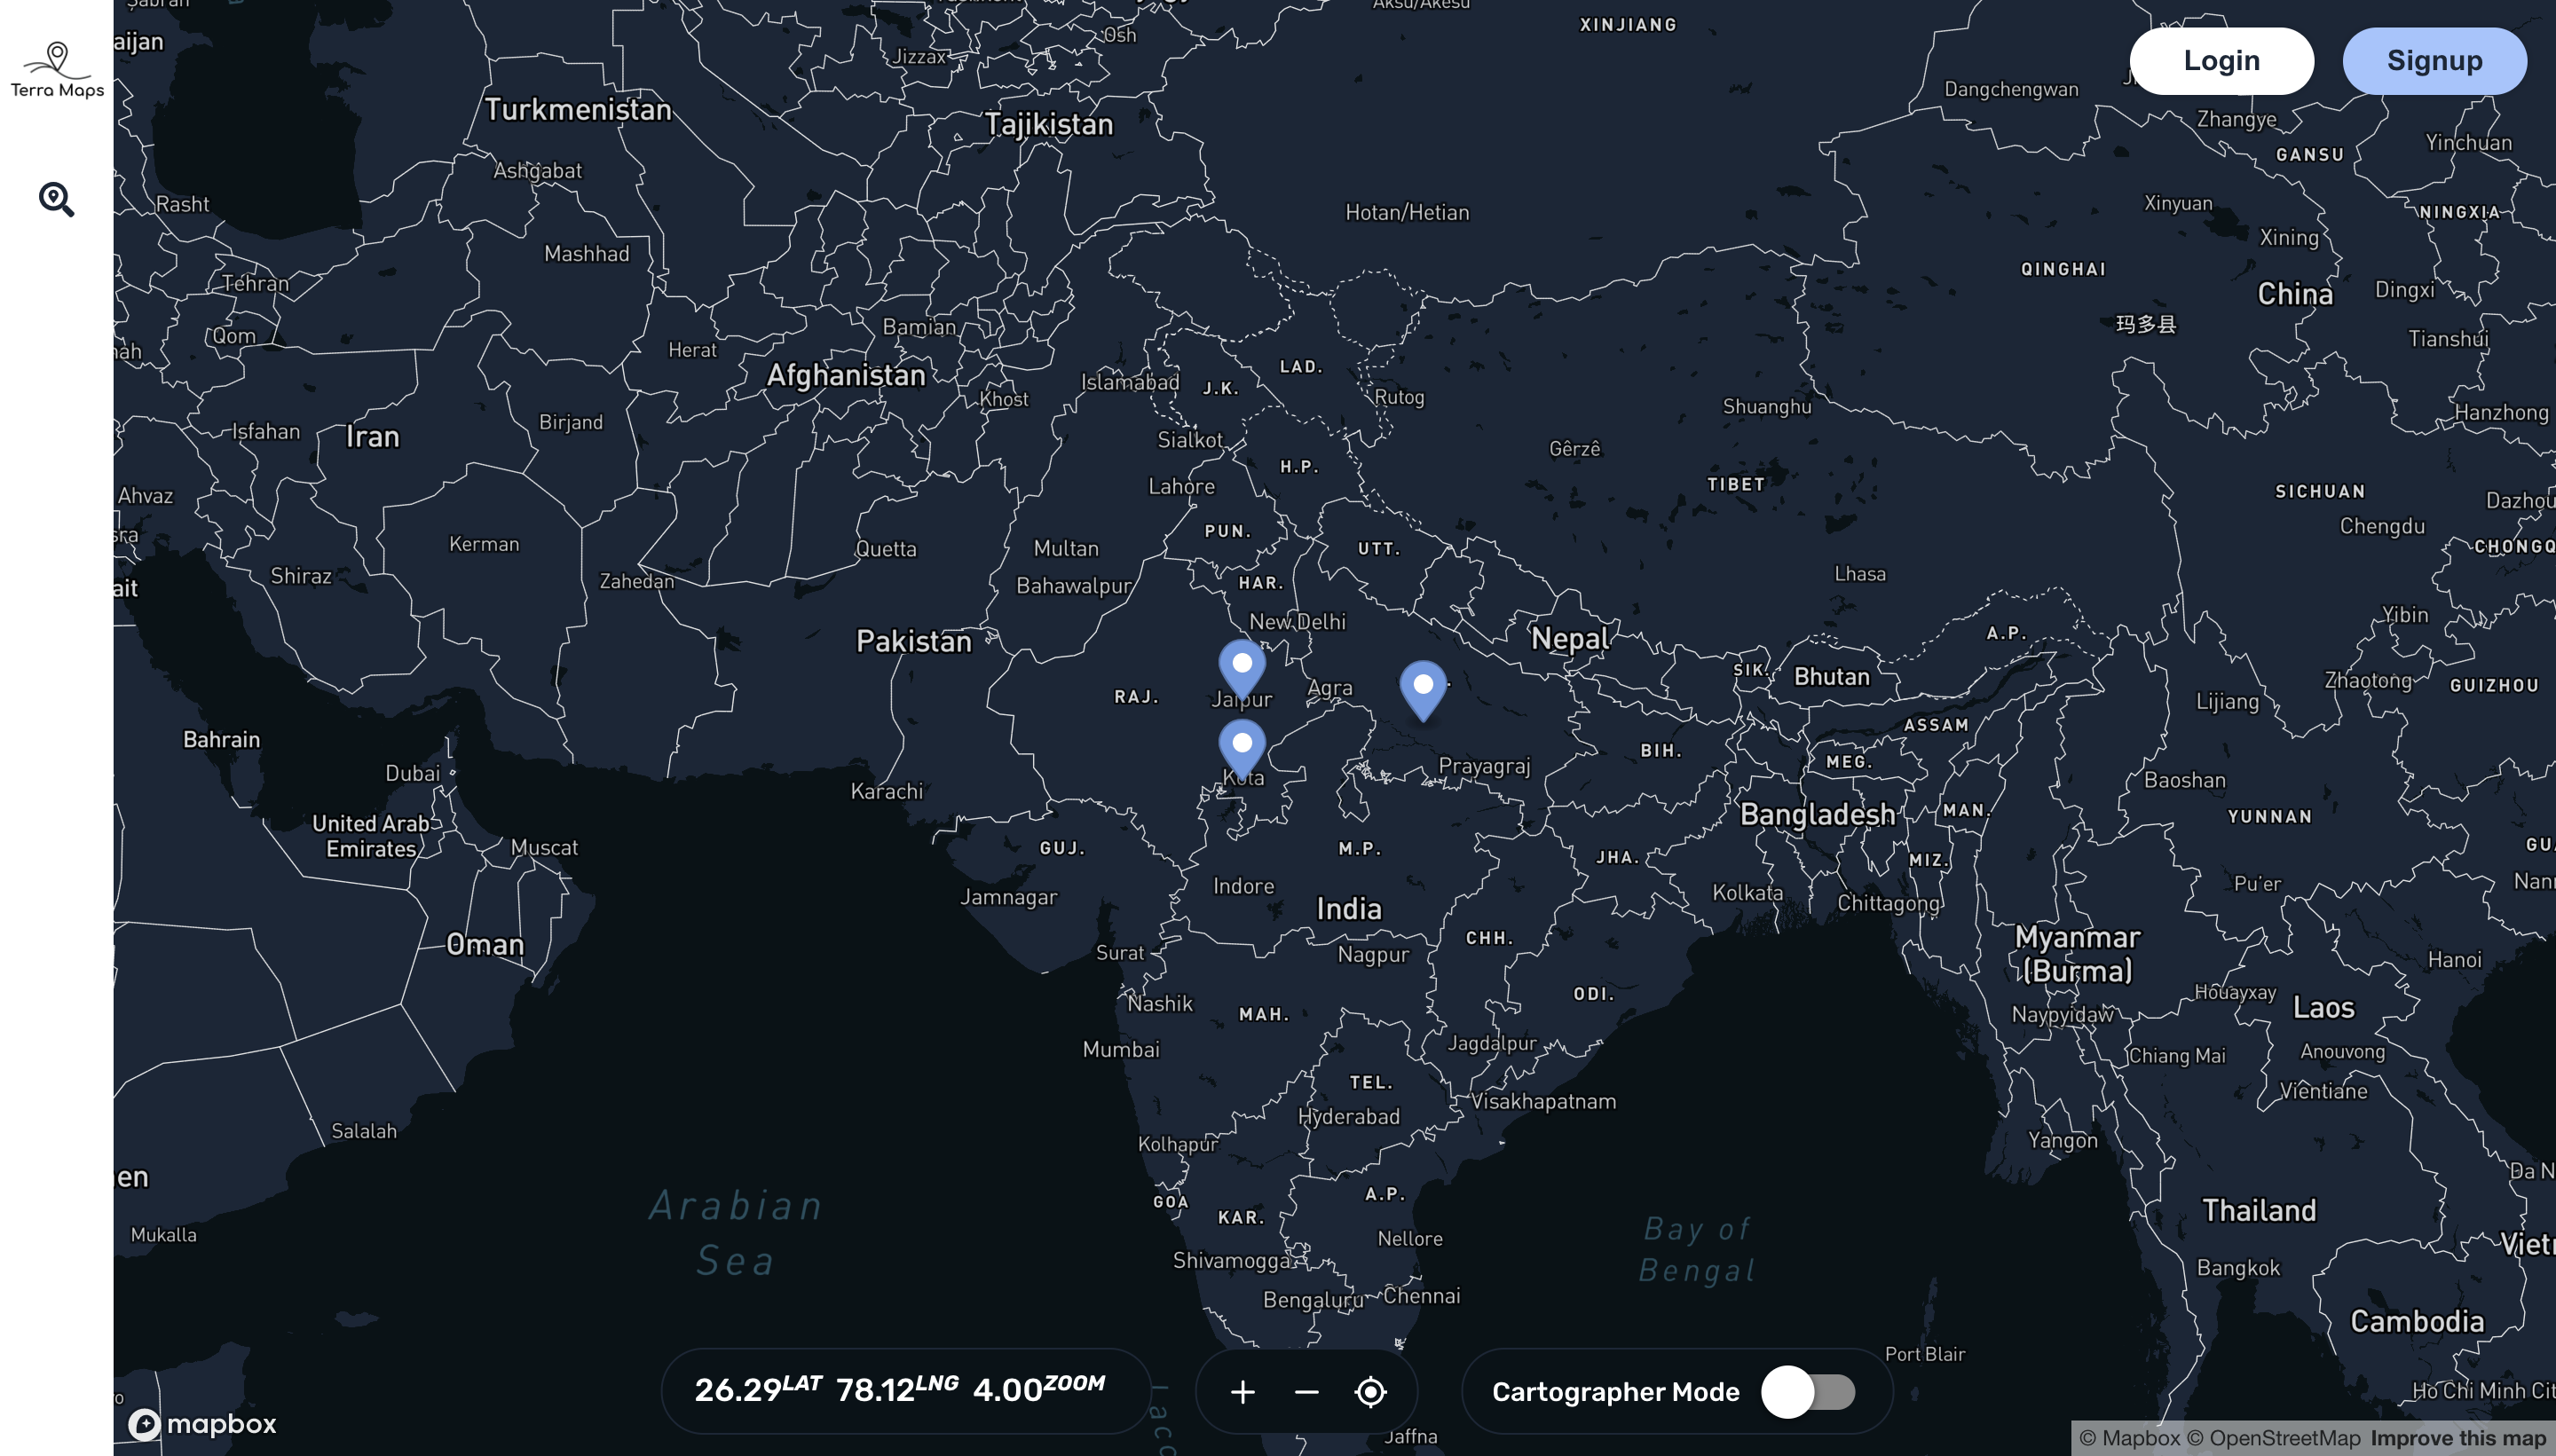 Terra Maps
Login
Signup
XINJIANG
Aksu/Akesu
Osh
Jizzax
aijan
Dangchengwan
Turkmenistan
Tajikistan
Zhangye
Yinchuan
GANSU
Ashgabat
Rasht
Hotan/Hetian
Xinyuan
NINGXIA
Xining
Mashhad
QINGHAI
Tehran
China
Dingxi
玛多县
Qom
Bamian
Tianshui
Herat
nah
LAD.
Afghanistan
Islamabad
J.K.
Khost
Rutog
Shuanghu
Hanzhong
Birjand
Isfahan
Iran
Sialkot
Gêrzê
H.P.
Lahore
TIBET
SICHUAN
Ahvaz
Dazhou
Chengdu
sra
PUN.
Kerman
Quetta
Multan
UTT.
CHONGQ
Shiraz
Zahedan
Bahawalpur
HAR.
Lhasa
ait
New Delhi
Yibin
Pakistan
Nepal
A.P.
SIK.
Bhutan
Zhaotong
GUIZHOU
RAJ.
Jaipur
Agra
Lijiang
ASSAM
Bahrain
BIH.
MEG.
Dubai
Kota
Prayagraj
Baoshan
Karachi
Bangladesh
MAN.
YUNNAN
United Arab
Emirates
Muscat
GUJ.
M.P.
JHA.
MIZ.
GU
Jamnagar
Indore
Kolkata
Chittagong
Pu'er
Nan
India
Oman
Surat
Nagpur
CHH.
Myanmar
(Burma)
Hanoi
Nashik
ODI.
Houayxay
MAH.
Naypyidaw
Laos
Mumbai
Jagdalpur
Chiang Mai
Anouvong
TEL.
Vientiane
Hyderabad
Visakhapatnam
Salalah
Kolhapur
Yangon
en
Da N
Arabian
Sea
GOA
KAR.
A.P.
Thailand
Mukalla
Nellore
Bay of
Bengal
Viet
Shivamogga
Bangkok
Bengaluru
Chennai
Cambodia
Port Blair
26.29LAT 78.12LNG 4.00ZOOM
+
−
Cartographer Mode
Ho Chi Minh Cit
mapbox
Lacc
Jaffna
© Mapbox © OpenStreetMap Improve this map